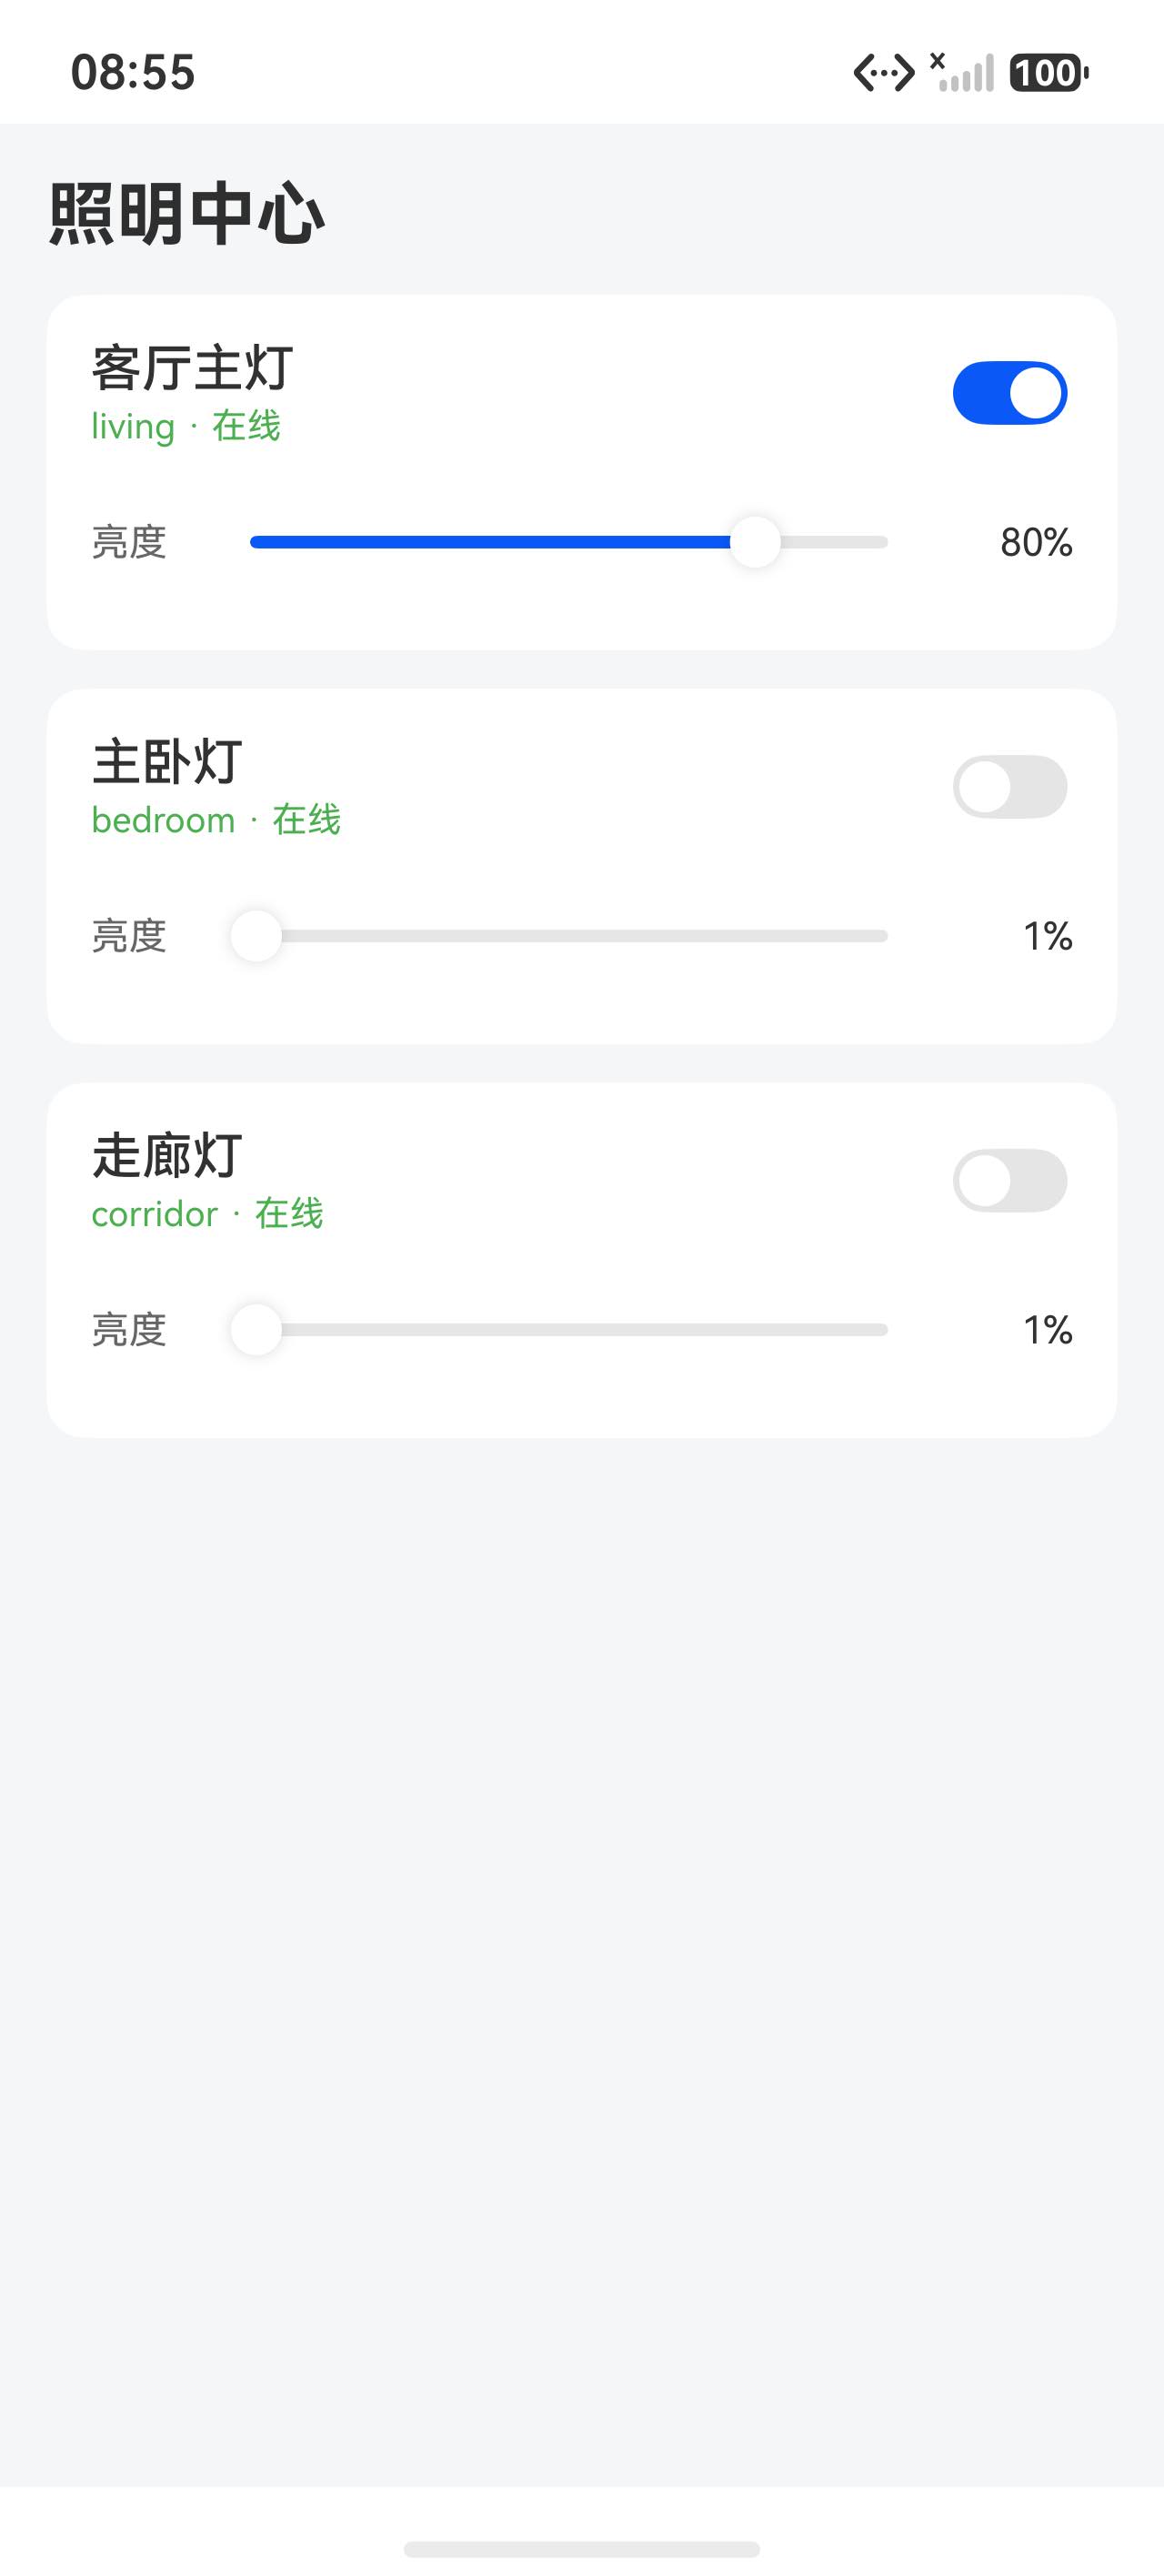 08:55
100
照明中心
客厅主灯
living · 在线
亮度 80%
主卧灯
bedroom · 在线
亮度 1%
走廊灯
corridor · 在线
亮度 1%